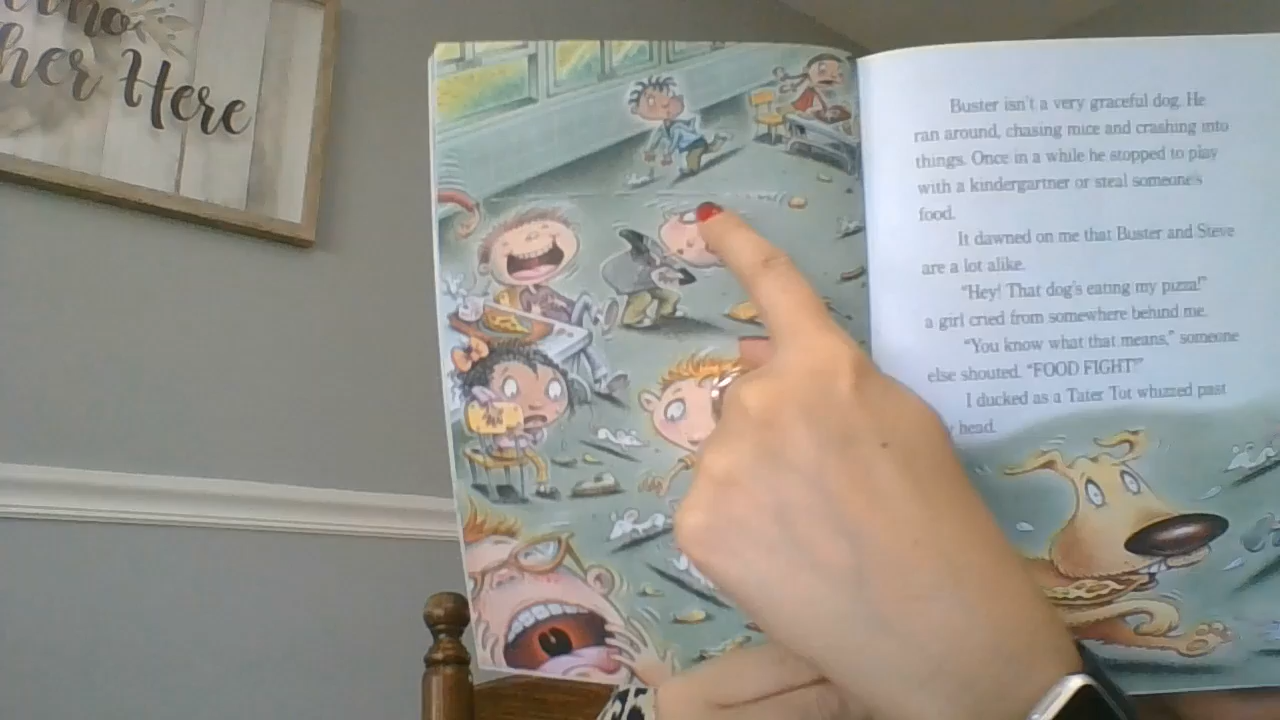 her Here
Buster isn't a very graceful dog. He
ran around, chasing mice and crashing into
things. Once in a while he stopped to play
with a kindergartner or steal someone's
food.
It dawned on me that Buster and Steve
are a lot alike.
"Hey! That dog's eating my pizza!"
a girl cried from somewhere behind me.
"You know what that means," someone
else shouted. "FOOD FIGHT!"
I ducked as a Tater Tot whizzed past
head.